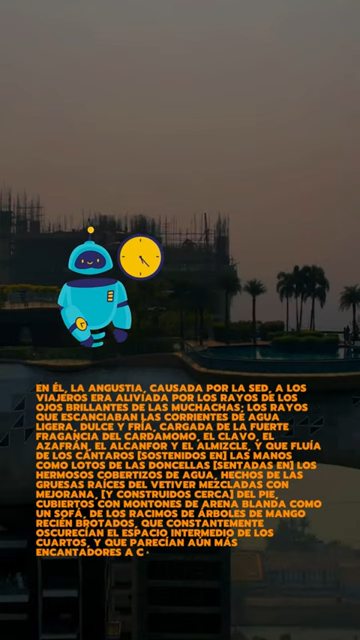 EN ÉL, LA ANGUSTIA, CAUSADA POR LA SED, A LOS
VIAJEROS ERA ALIVIADA POR LOS RAYOS DE LOS
OJOS BRILLANTES DE LAS MUCHACHAS; LOS RAYOS
QUE ESCANCIABAN LAS CORRIENTES DE AGUA
LIGERA, DULCE Y FRÍA, CARGADA DE LA FUERTE
FRAGANCIA DEL CARDAMOMO, EL CLAVO, EL
AZAFRÁN, EL ALCANFOR Y EL ALMIZCLE, Y QUE FLUÍA
DE LOS CÁNTAROS [SOSTENIDOS EN] LAS MANOS
COMO LOTOS DE LAS DONCELLAS [SENTADAS EN] LOS
HERMOSOS COBERTIZOS DE AGUA, HECHOS DE LAS
GRUESAS RAÍCES DEL VETIVER MEZCLADAS CON
MEJORANA, [Y CONSTRUIDOS CERCA] DEL PIE,
CUBIERTOS CON MONTONES DE ARENA BLANDA COMO
UN SOFÁ, DE LOS RACIMOS DE ÁRBOLES DE MANGO
RECIÉN BROTADOS, QUE CONSTANTEMENTE
OSCURECÍAN EL ESPACIO INTERMEDIO DE LOS
CUARTOS, Y QUE PARECÍAN AÚN MÁS
ENCANTADORES A C ·